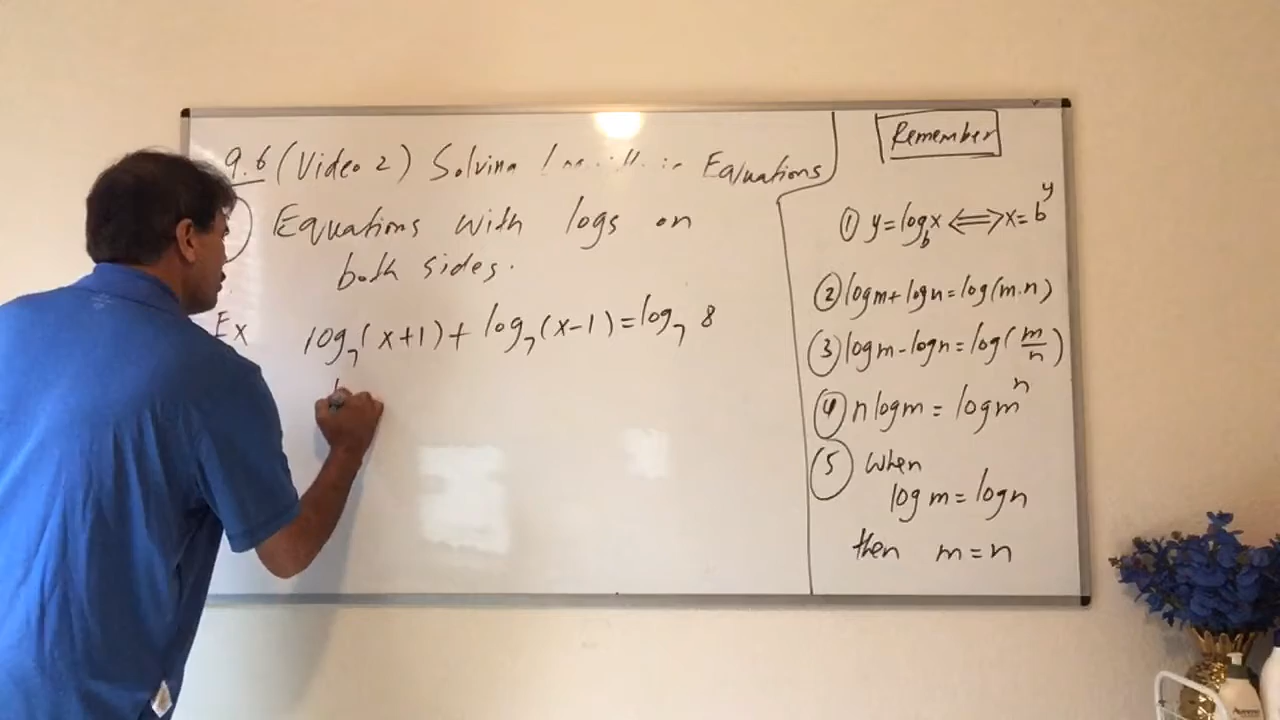 9.6 (Video 2) Solving Equations
Equations with logs on
both sides.
Ex log₇(x+1) + log₇(x-1) = log₇ 8
Remember
① y=log_b x ⟺ x=b^y
② log m + log n = log(m.n)
③ log m - log n = log(m/n)
④ n log m = log m^n
⑤ When
log m = log n
then m = n